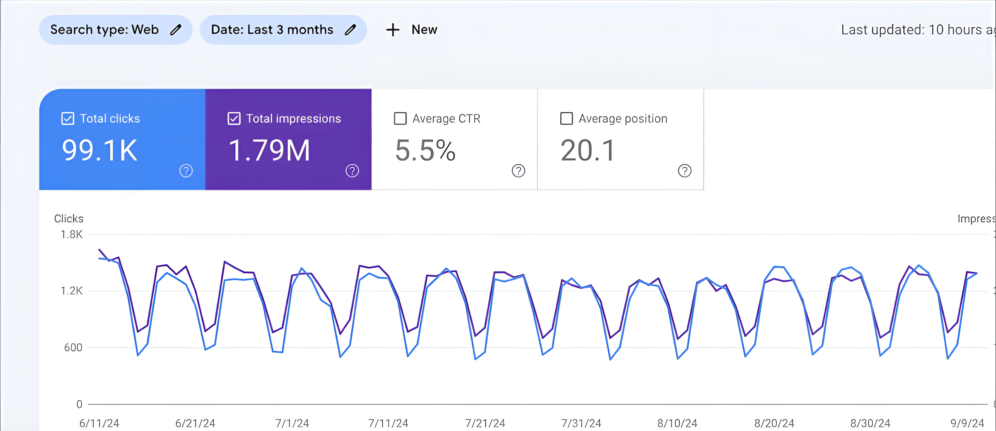 Search type: Web
Date: Last 3 months
New
Last updated: 10 hours
Total clicks
99.1K
Total impressions
1.79M
Average CTR
5.5%
Average position
20.1
Clicks
1.8K
1.2K
600
0
6/11/24 6/21/24 7/1/24 7/11/24 7/21/24 7/31/24 8/10/24 8/20/24 8/30/24 9/9/24